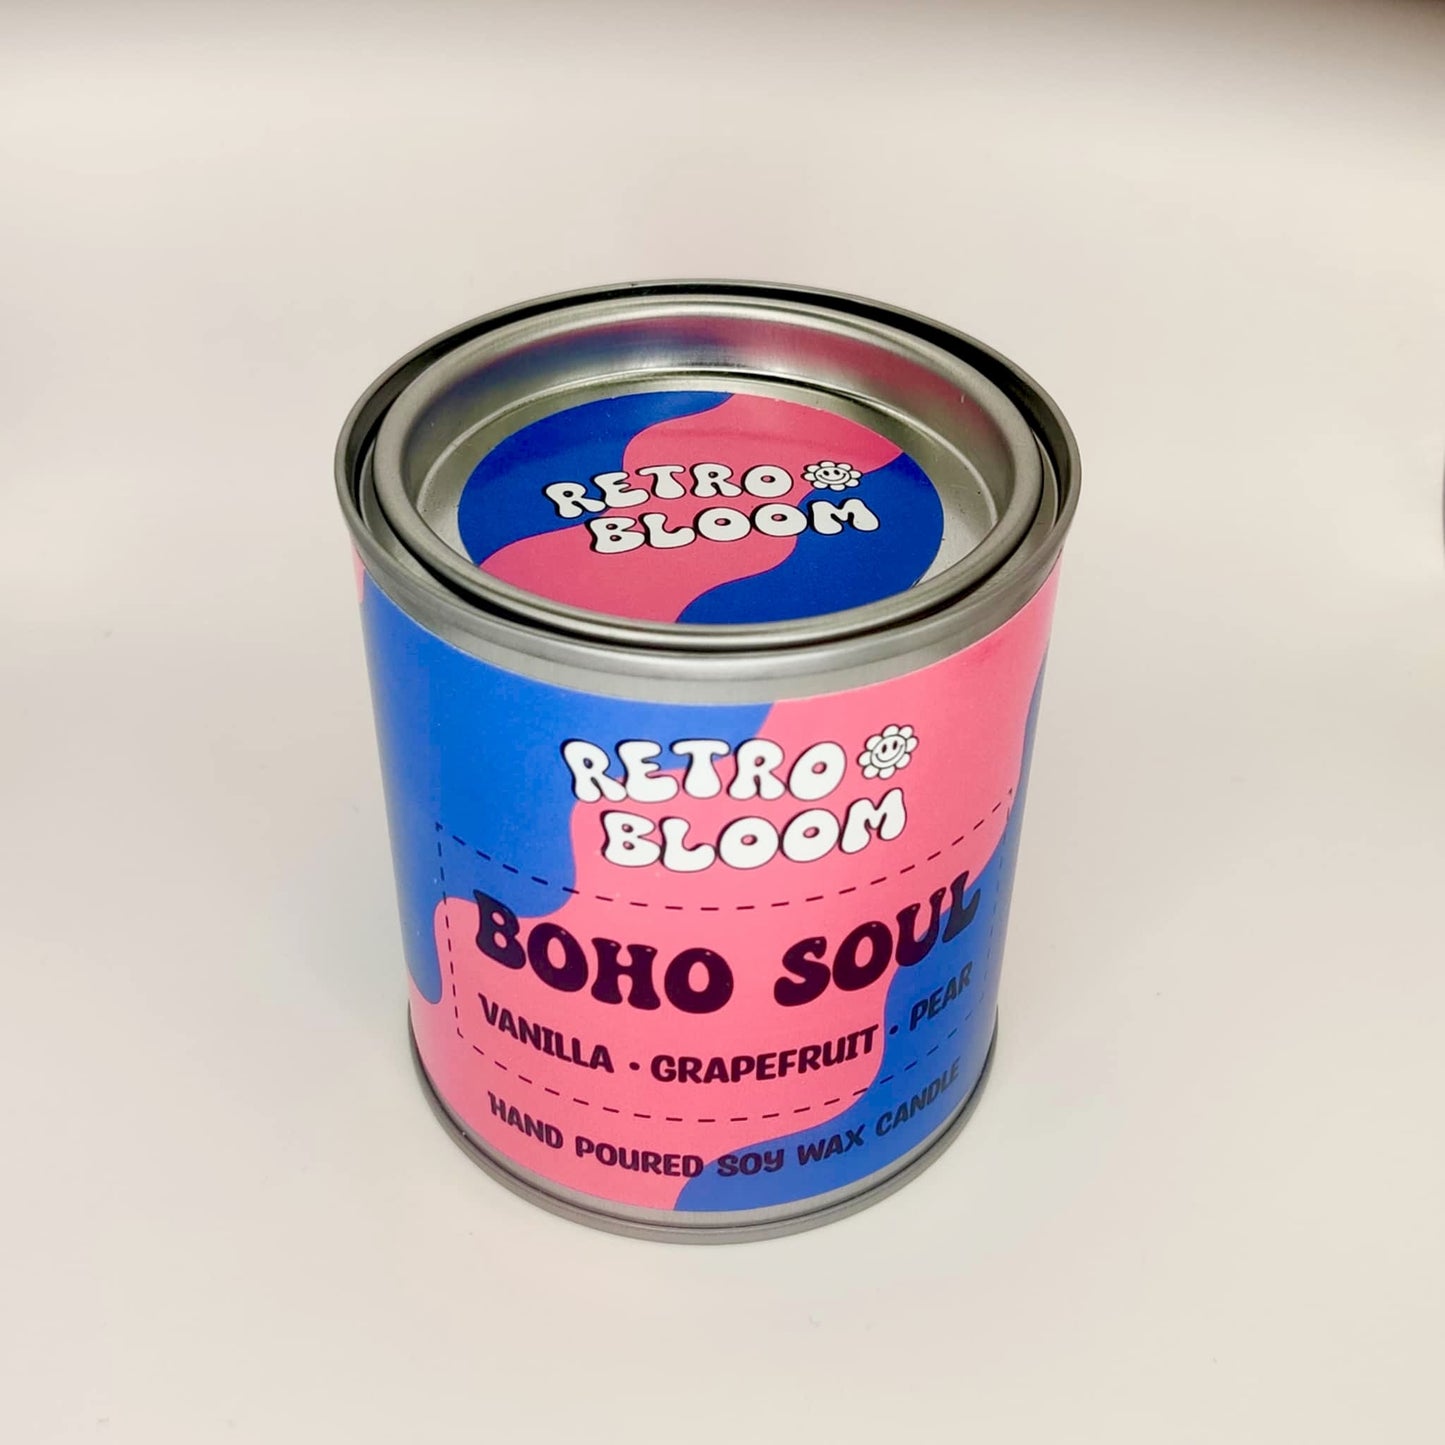 RETRO
BLOOM
RETRO
BLOOM
BOHO SOUL
VANILLA • GRAPEFRUIT • PEAR
HAND POURED SOY WAX CANDLE